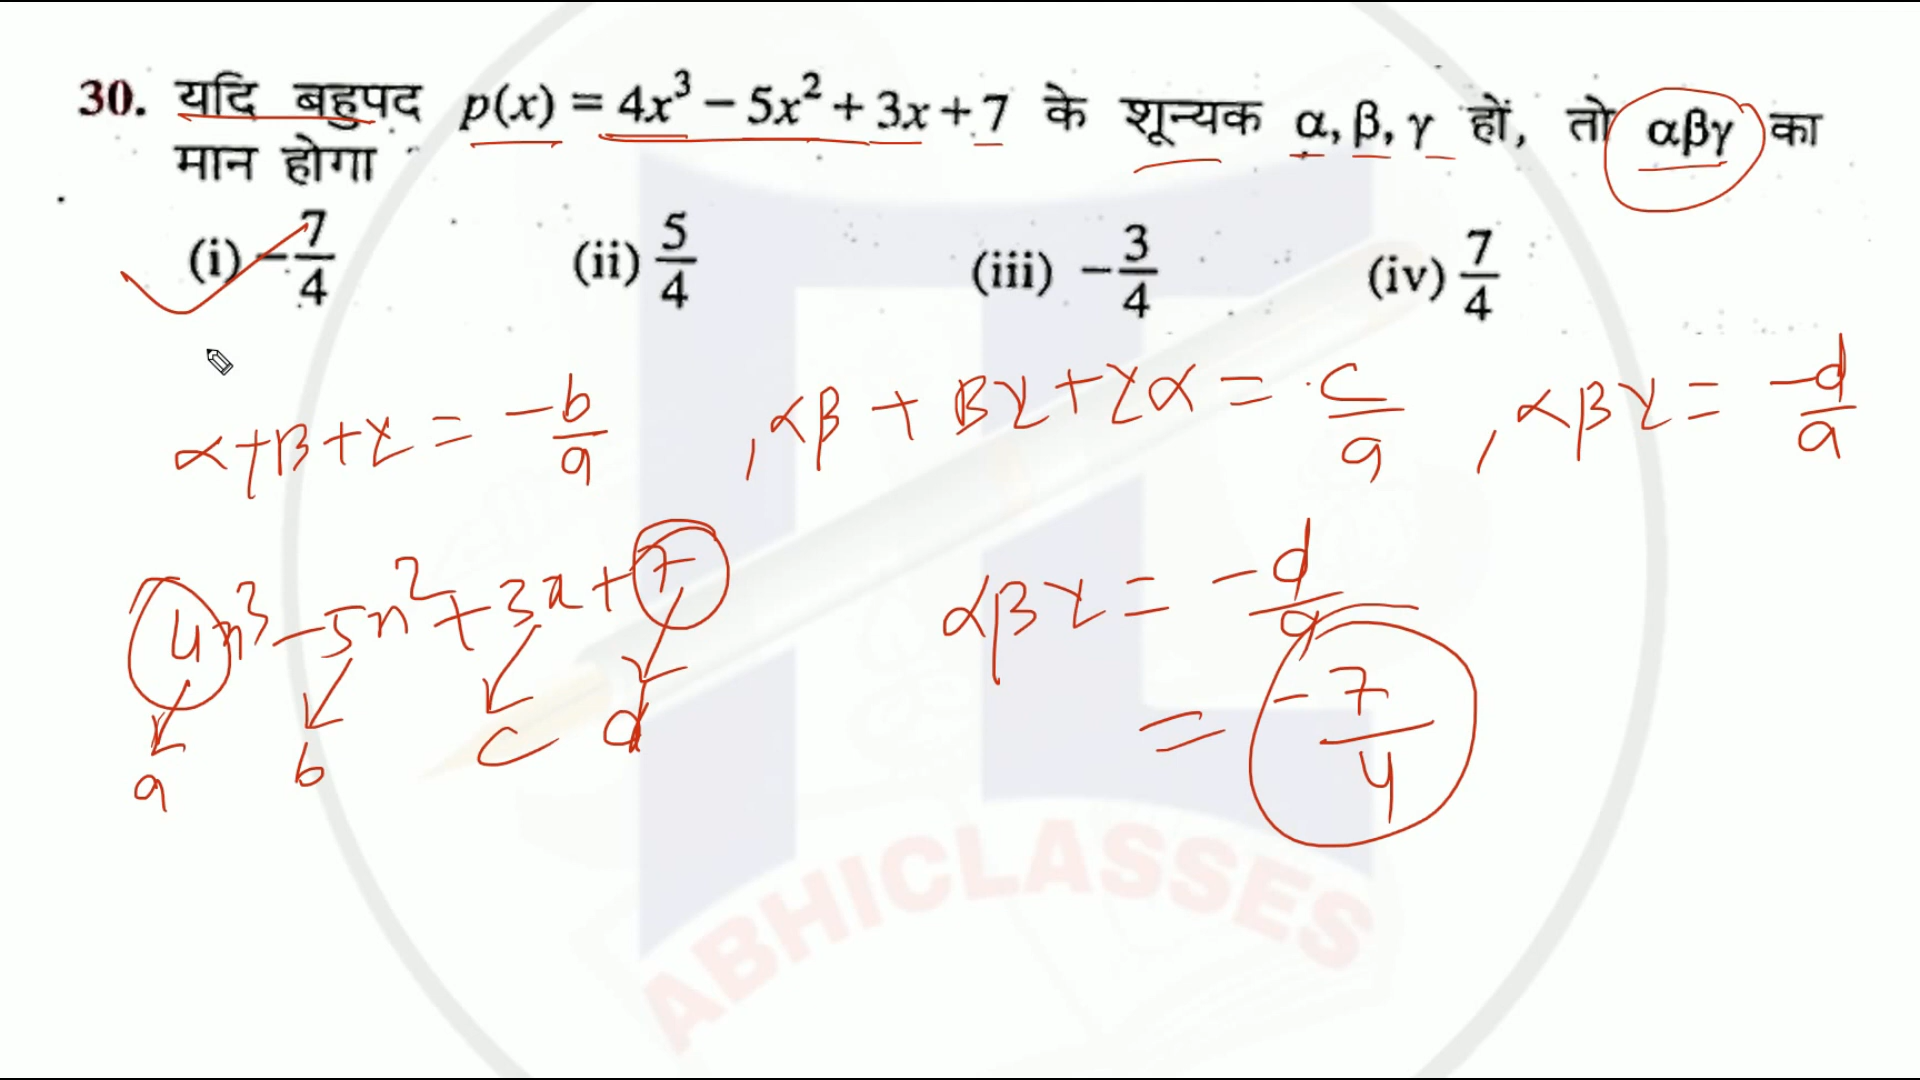 30. यदि बहुपद p(x) = 4x³ − 5x² + 3x + 7 के शून्यक α, β, γ हों, तो αβγ का
मान होगा
(i) −7/4 (ii) 5/4 (iii) −3/4 (iv) 7/4
α+β+γ = −b/a , αβ + βγ + γα = c/a , αβγ = −d/a
4x³ − 5x² + 3x + 7
a b c d
αβγ = −d/a
= −7/4
ABHICLASSES